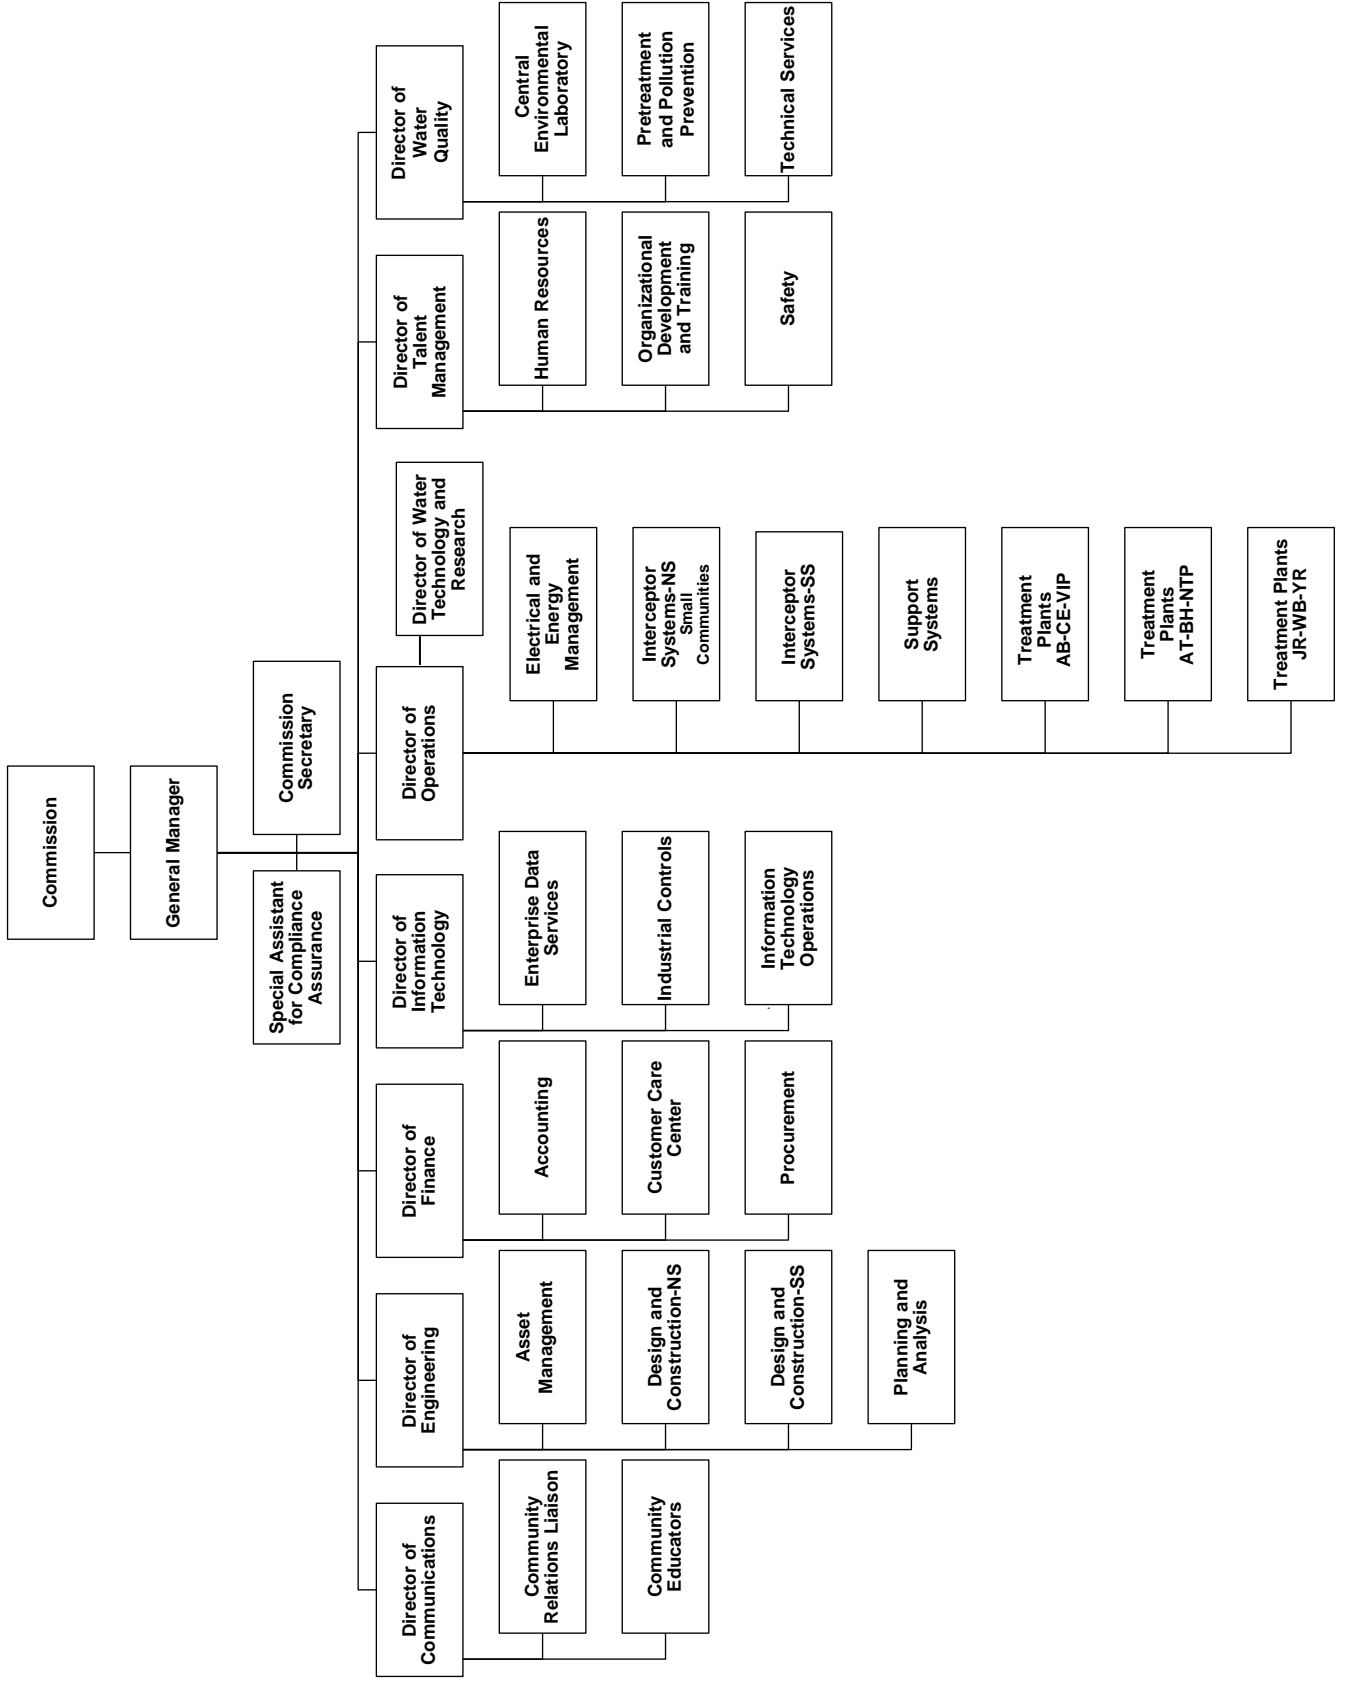 Commission
General Manager
Special Assistant
for Compliance
Assurance
Commission
Secretary
Director of
Communications
Community
Relations Liaison
Community
Educators
Director of
Engineering
Asset
Management
Design and
Construction-NS
Design and
Construction-SS
Planning and
Analysis
Director of
Finance
Accounting
Customer Care
Center
Procurement
Director of
Information
Technology
Enterprise Data
Services
Industrial Controls
Information
Technology
Operations
Director of
Operations
Director of Water
Technology and
Research
Electrical and
Energy
Management
Interceptor
Systems-NS
Small
Communities
Interceptor
Systems-SS
Support
Systems
Treatment
Plants
AB-CE-VIP
Treatment
Plants
AT-BH-NTP
Treatment Plants
JR-WB-YR
Director of
Talent
Management
Human Resources
Organizational
Development
and Training
Safety
Director of
Water
Quality
Central
Environmental
Laboratory
Pretreatment
and Pollution
Prevention
Technical Services